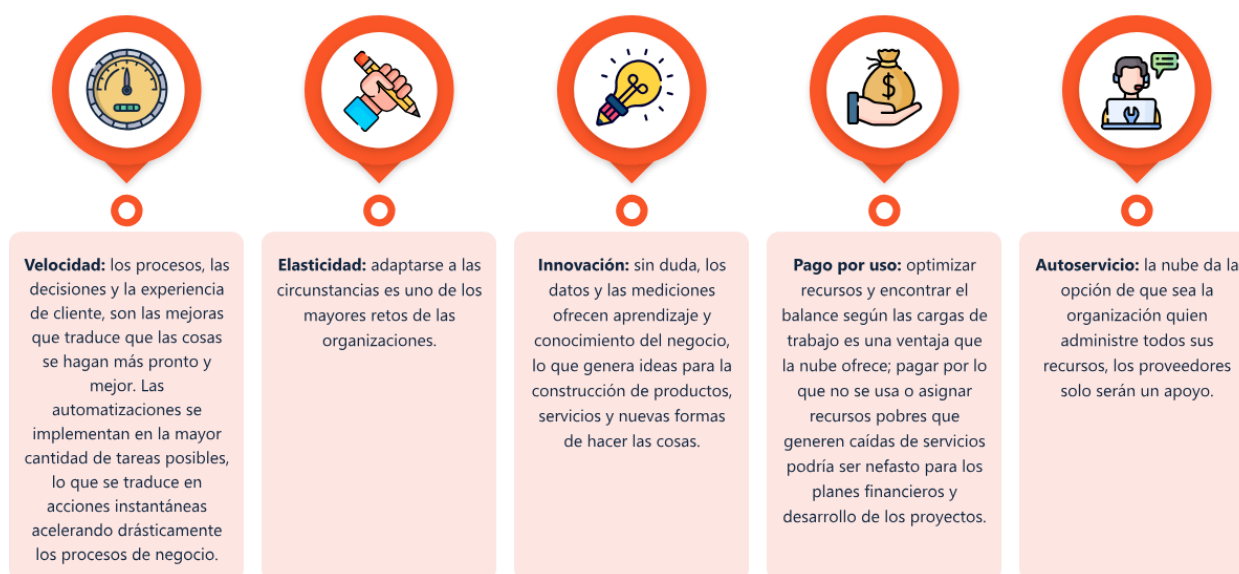 Velocidad: los procesos, las
decisiones y la experiencia
de cliente, son las mejoras
que traduce que las cosas
se hagan más pronto y
mejor. Las
automatizaciones se
implementan en la mayor
cantidad de tareas posibles,
lo que se traduce en
acciones instantáneas
acelerando drásticamente
los procesos de negocio.
Elasticidad: adaptarse a las
circunstancias es uno de los
mayores retos de las
organizaciones.
Innovación: sin duda, los
datos y las mediciones
ofrecen aprendizaje y
conocimiento del negocio,
lo que genera ideas para la
construcción de productos,
servicios y nuevas formas
de hacer las cosas.
Pago por uso: optimizar
recursos y encontrar el
balance según las cargas de
trabajo es una ventaja que
la nube ofrece; pagar por lo
que no se usa o asignar
recursos pobres que
generen caídas de servicios
podría ser nefasto para los
planes financieros y
desarrollo de los proyectos.
Autoservicio: la nube da la
opción de que sea la
organización quien
administre todos sus
recursos, los proveedores
solo serán un apoyo.